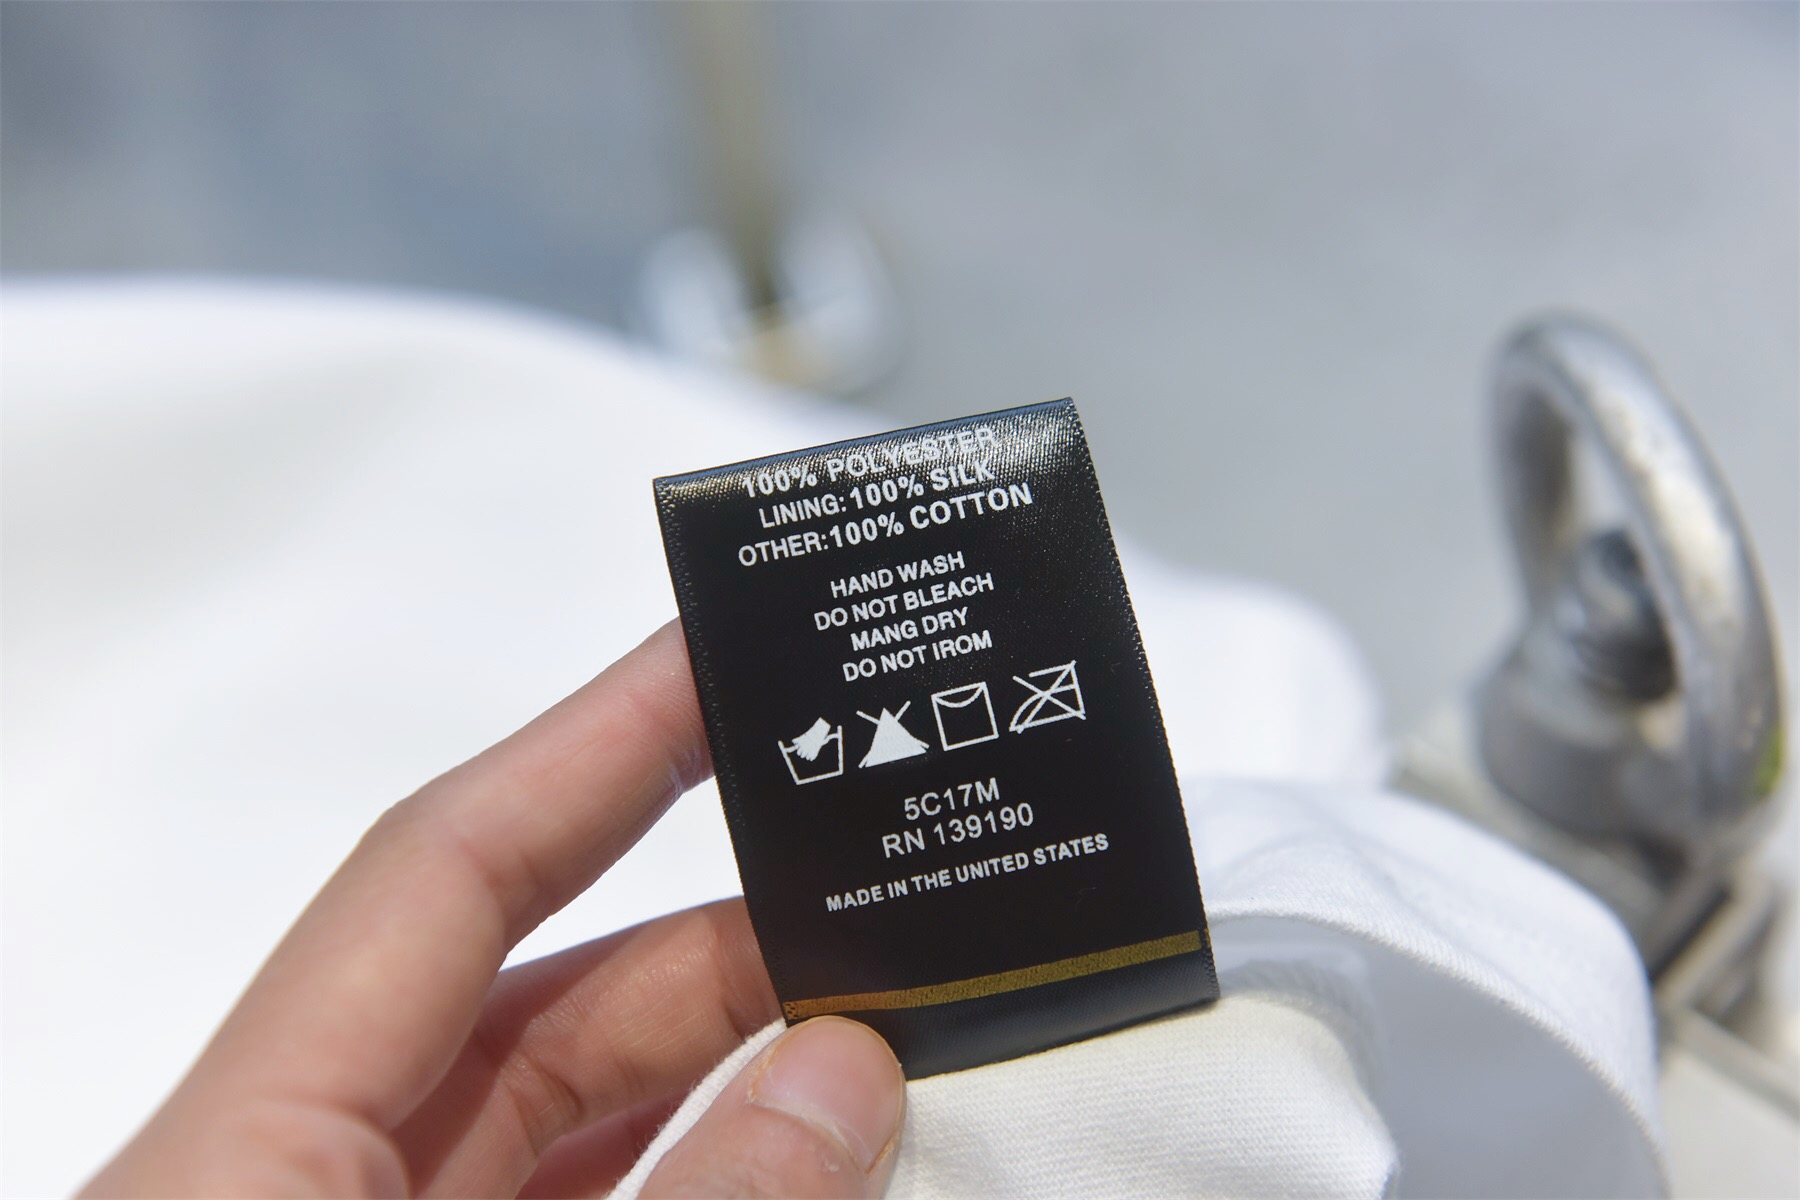 100% POLYESTER
LINING:100% SILK
OTHER:100% COTTON
HAND WASH
DO NOT BLEACH
MANG DRY
DO NOT IROM
5C17M
RN 139190
MADE IN THE UNITED STATES